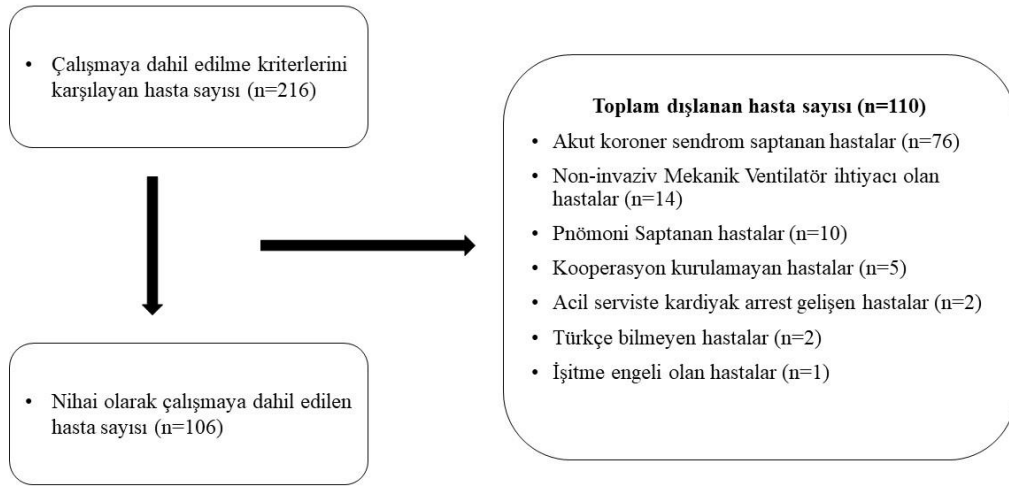 • Çalışmaya dahil edilme kriterlerini
karşılayan hasta sayısı (n=216)
Toplam dışlanan hasta sayısı (n=110)
• Akut koroner sendrom saptanan hastalar (n=76)
• Non-invaziv Mekanik Ventilatör ihtiyacı olan
hastalar (n=14)
• Pnömoni Saptanan hastalar (n=10)
• Kooperasyon kurulamayan hastalar (n=5)
• Acil serviste kardiyak arrest gelişen hastalar (n=2)
• Türkçe bilmeyen hastalar (n=2)
• İşitme engeli olan hastalar (n=1)
• Nihai olarak çalışmaya dahil edilen
hasta sayısı (n=106)